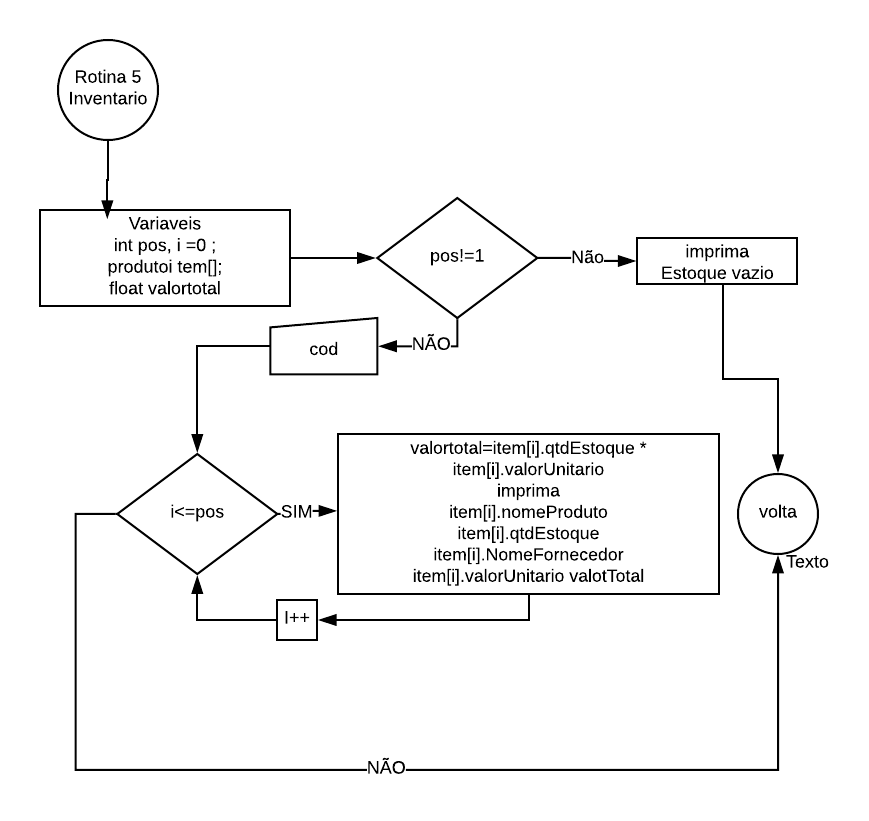 Rotina 5
Inventario
Variaveis
int pos, i =0 ;
produtoi tem[];
float valortotal
pos!=1
Não
imprima
Estoque vazio
NÃO
cod
i<=pos
SIM
valortotal=item[i].qtdEstoque *
item[i].valorUnitario
imprima
item[i].nomeProduto
item[i].qtdEstoque
item[i].NomeFornecedor
item[i].valorUnitario valotTotal
volta
Texto
I++
NÃO